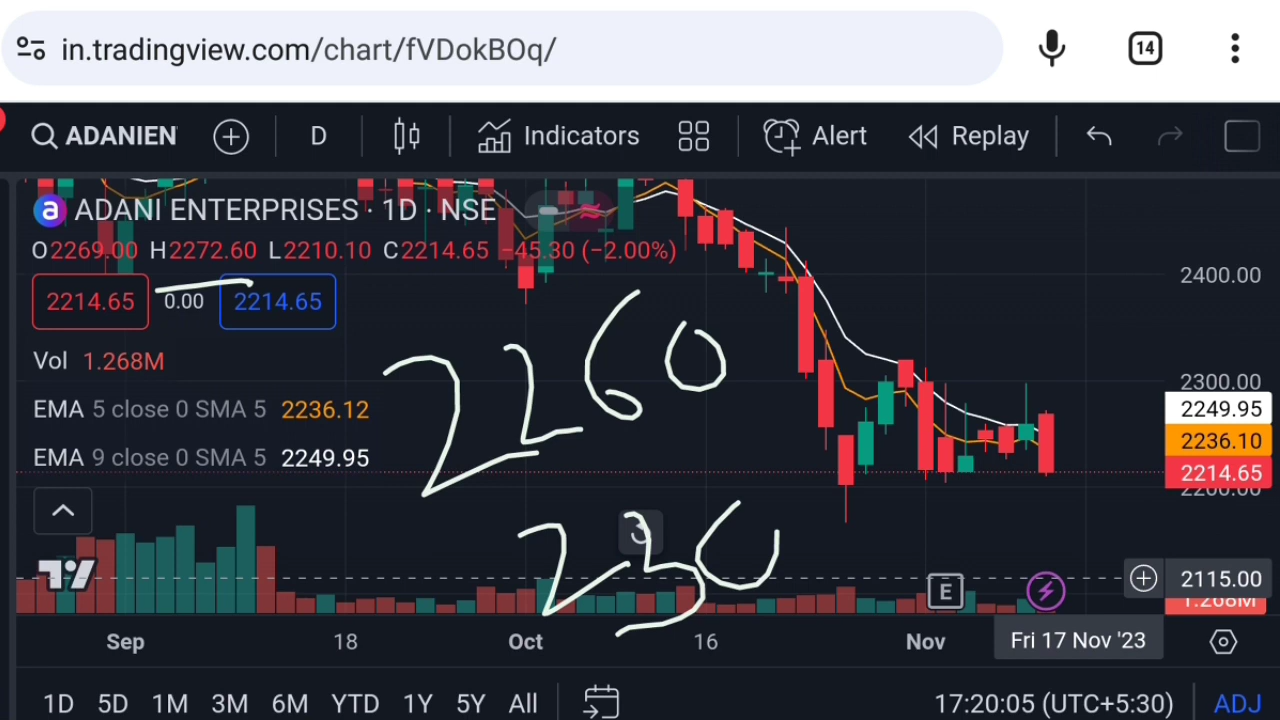 in.tradingview.com/chart/fVDokBOq/
14
ADANIEN
D
Indicators
Alert
Replay
ADANI ENTERPRISES · 1D · NSE
O2269.00 H2272.60 L2210.10 C2214.65 −45.30 (−2.00%)
2214.65 0.00 2214.65
Vol 1.268M
EMA 5 close 0 SMA 5 2236.12
EMA 9 close 0 SMA 5 2249.95
2260
230
2400.00
2300.00
2249.95
2236.10
2214.65
2200.00
2115.00
1.268M
E
Sep 18 Oct 16 Nov Fri 17 Nov '23
1D 5D 1M 3M 6M YTD 1Y 5Y All 17:20:05 (UTC+5:30) ADJ